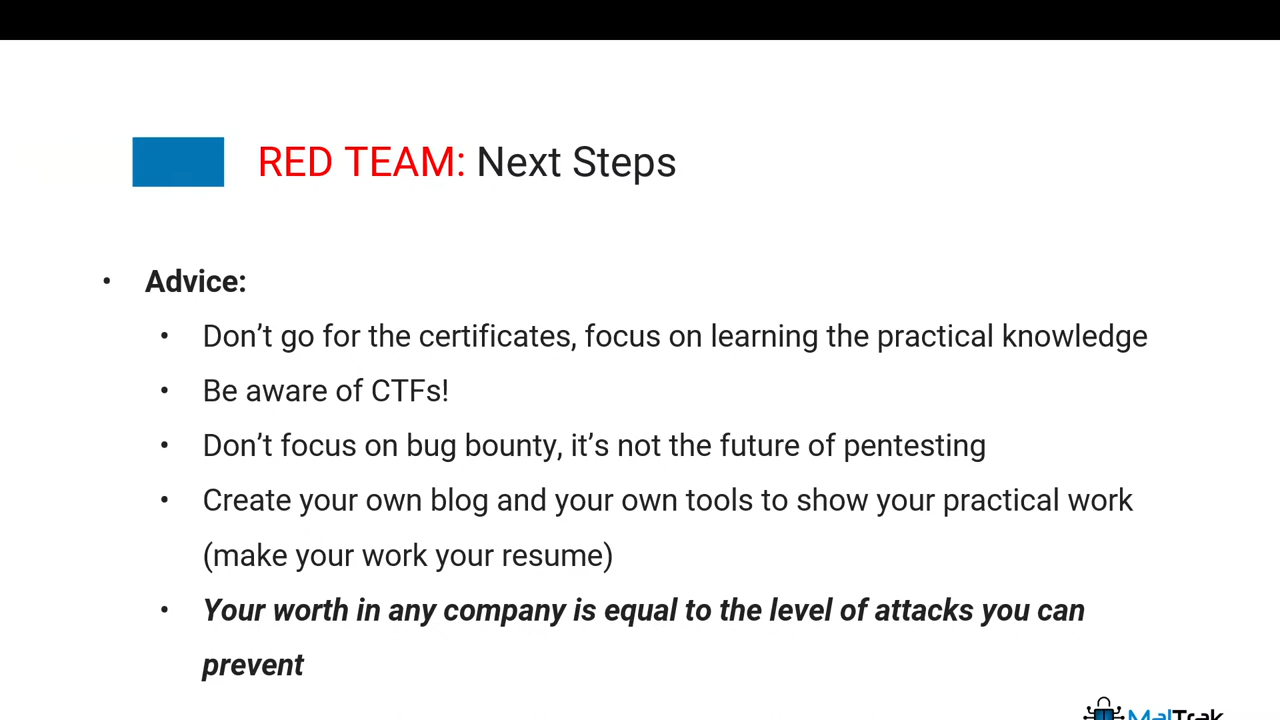 RED TEAM: Next Steps
• Advice:
• Don’t go for the certificates, focus on learning the practical knowledge
• Be aware of CTFs!
• Don’t focus on bug bounty, it’s not the future of pentesting
• Create your own blog and your own tools to show your practical work
(make your work your resume)
• Your worth in any company is equal to the level of attacks you can
prevent
MalTrak